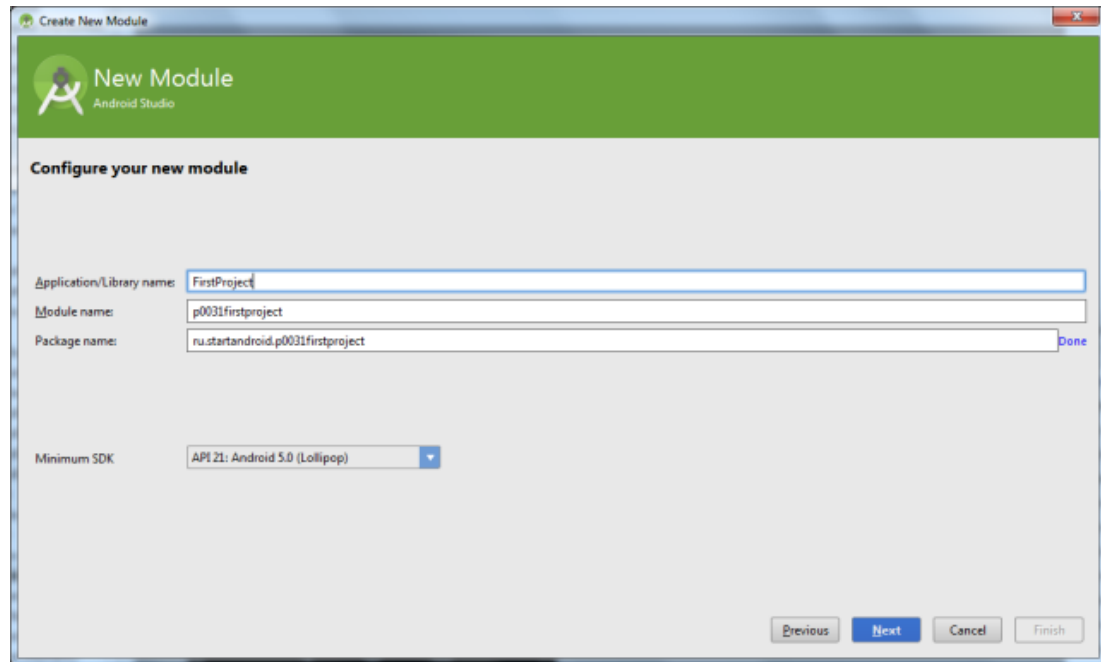 Create New Module
New Module
Android Studio
Configure your new module
Application/Library name: FirstProject
Module name: p0031firstproject
Package name: ru.startandroid.p0031firstproject Done
Minimum SDK API 21: Android 5.0 (Lollipop)
Previous Next Cancel Finish